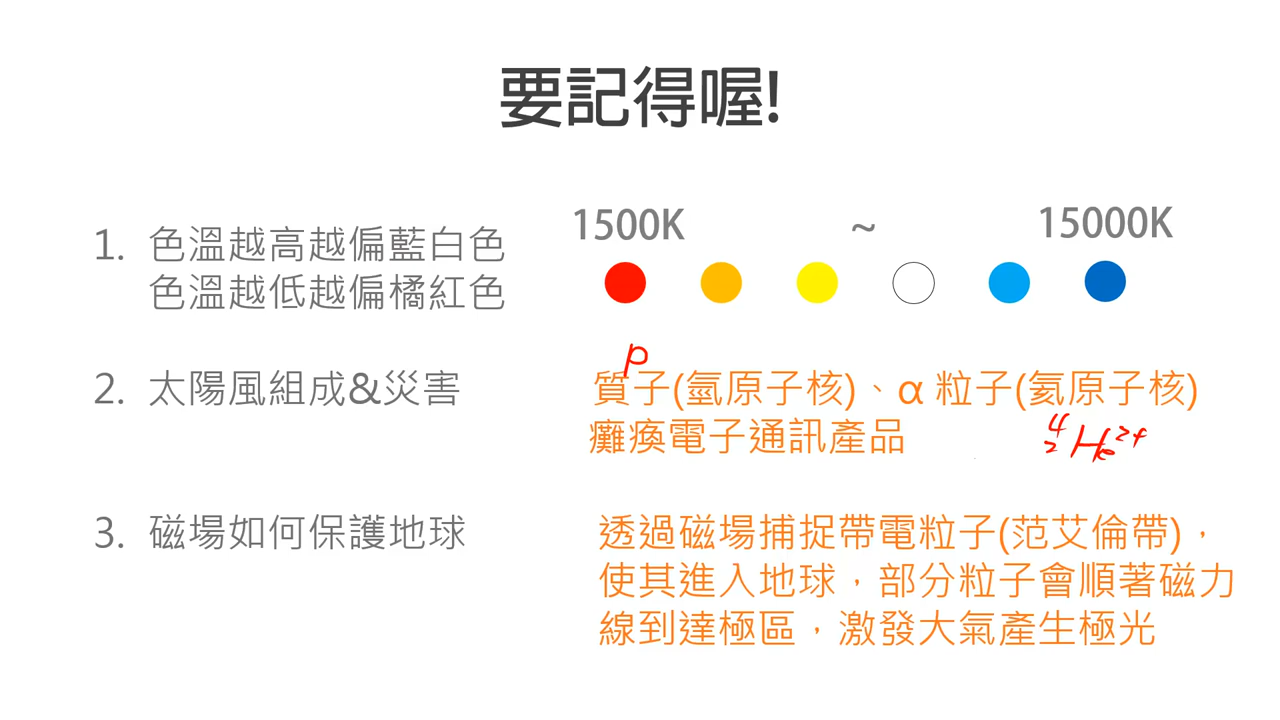 要記得喔!
1500K ~ 15000K
1. 色溫越高越偏藍白色
色溫越低越偏橘紅色
p
2. 太陽風組成&災害
質子(氫原子核)、α 粒子(氦原子核)
癱瘓電子通訊產品
⁴₂He²⁺
3. 磁場如何保護地球
透過磁場捕捉帶電粒子(范艾倫帶),
使其進入地球,部分粒子會順著磁力
線到達極區,激發大氣產生極光